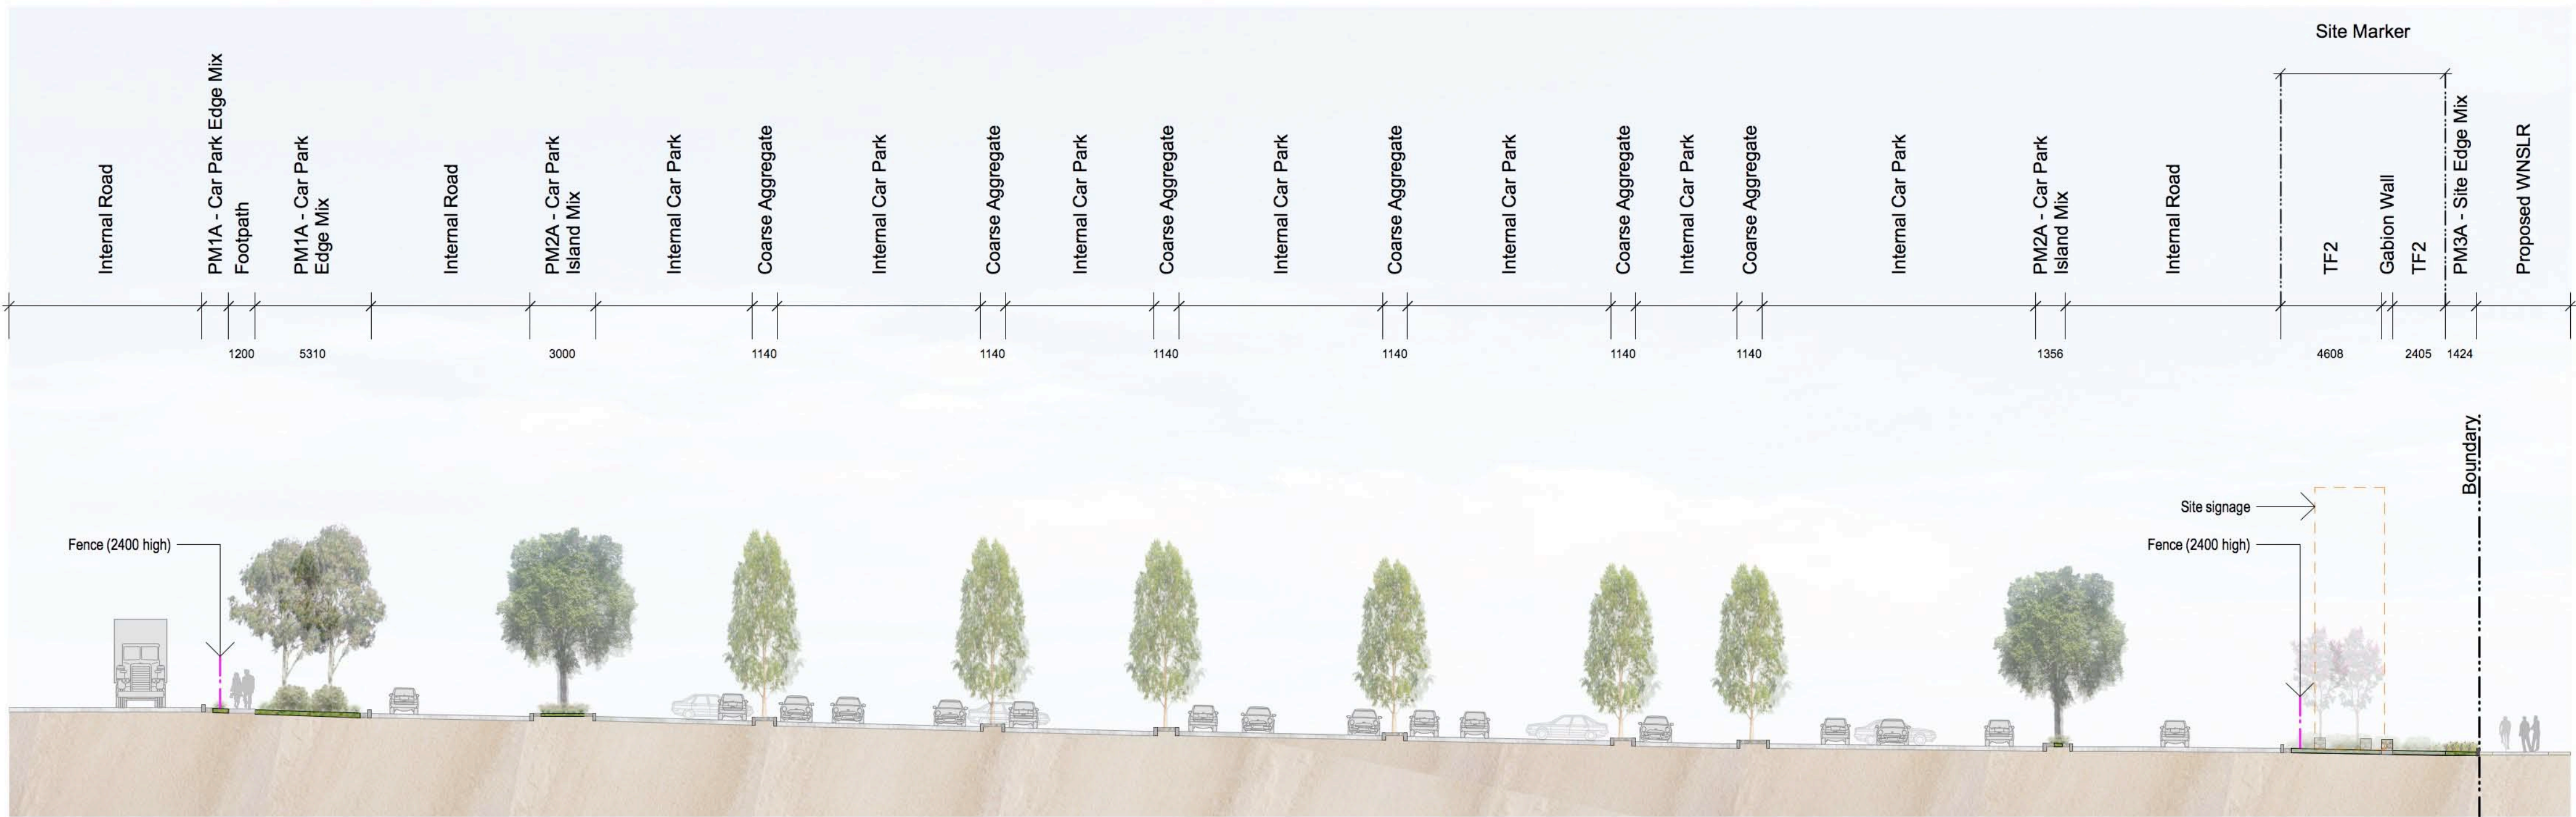 Site Marker
Internal Road
PM1A - Car Park Edge Mix
Footpath
PM1A - Car Park
Edge Mix
Internal Road
PM2A - Car Park
Island Mix
Internal Car Park
Coarse Aggregate
Internal Car Park
Coarse Aggregate
Internal Car Park
Coarse Aggregate
Internal Car Park
Coarse Aggregate
Internal Car Park
Coarse Aggregate
Internal Car Park
Coarse Aggregate
Internal Car Park
PM2A - Car Park
Island Mix
Internal Road
TF2
Gabion Wall
TF2
PM3A - Site Edge Mix
Proposed WNSLR
1200
5310
3000
1140
1140
1140
1140
1140
1140
1356
4608
2405
1424
Boundary
Site signage
Fence (2400 high)
Fence (2400 high)